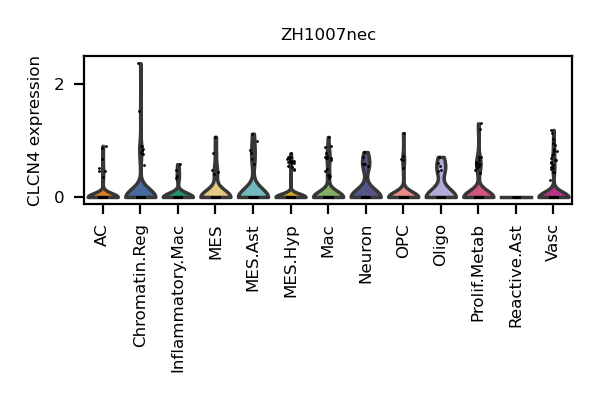 ZH1007nec
CLCN4 expression
2
0
AC
Chromatin.Reg
Inflammatory.Mac
MES
MES.Ast
MES.Hyp
Mac
Neuron
OPC
Oligo
Prolif.Metab
Reactive.Ast
Vasc